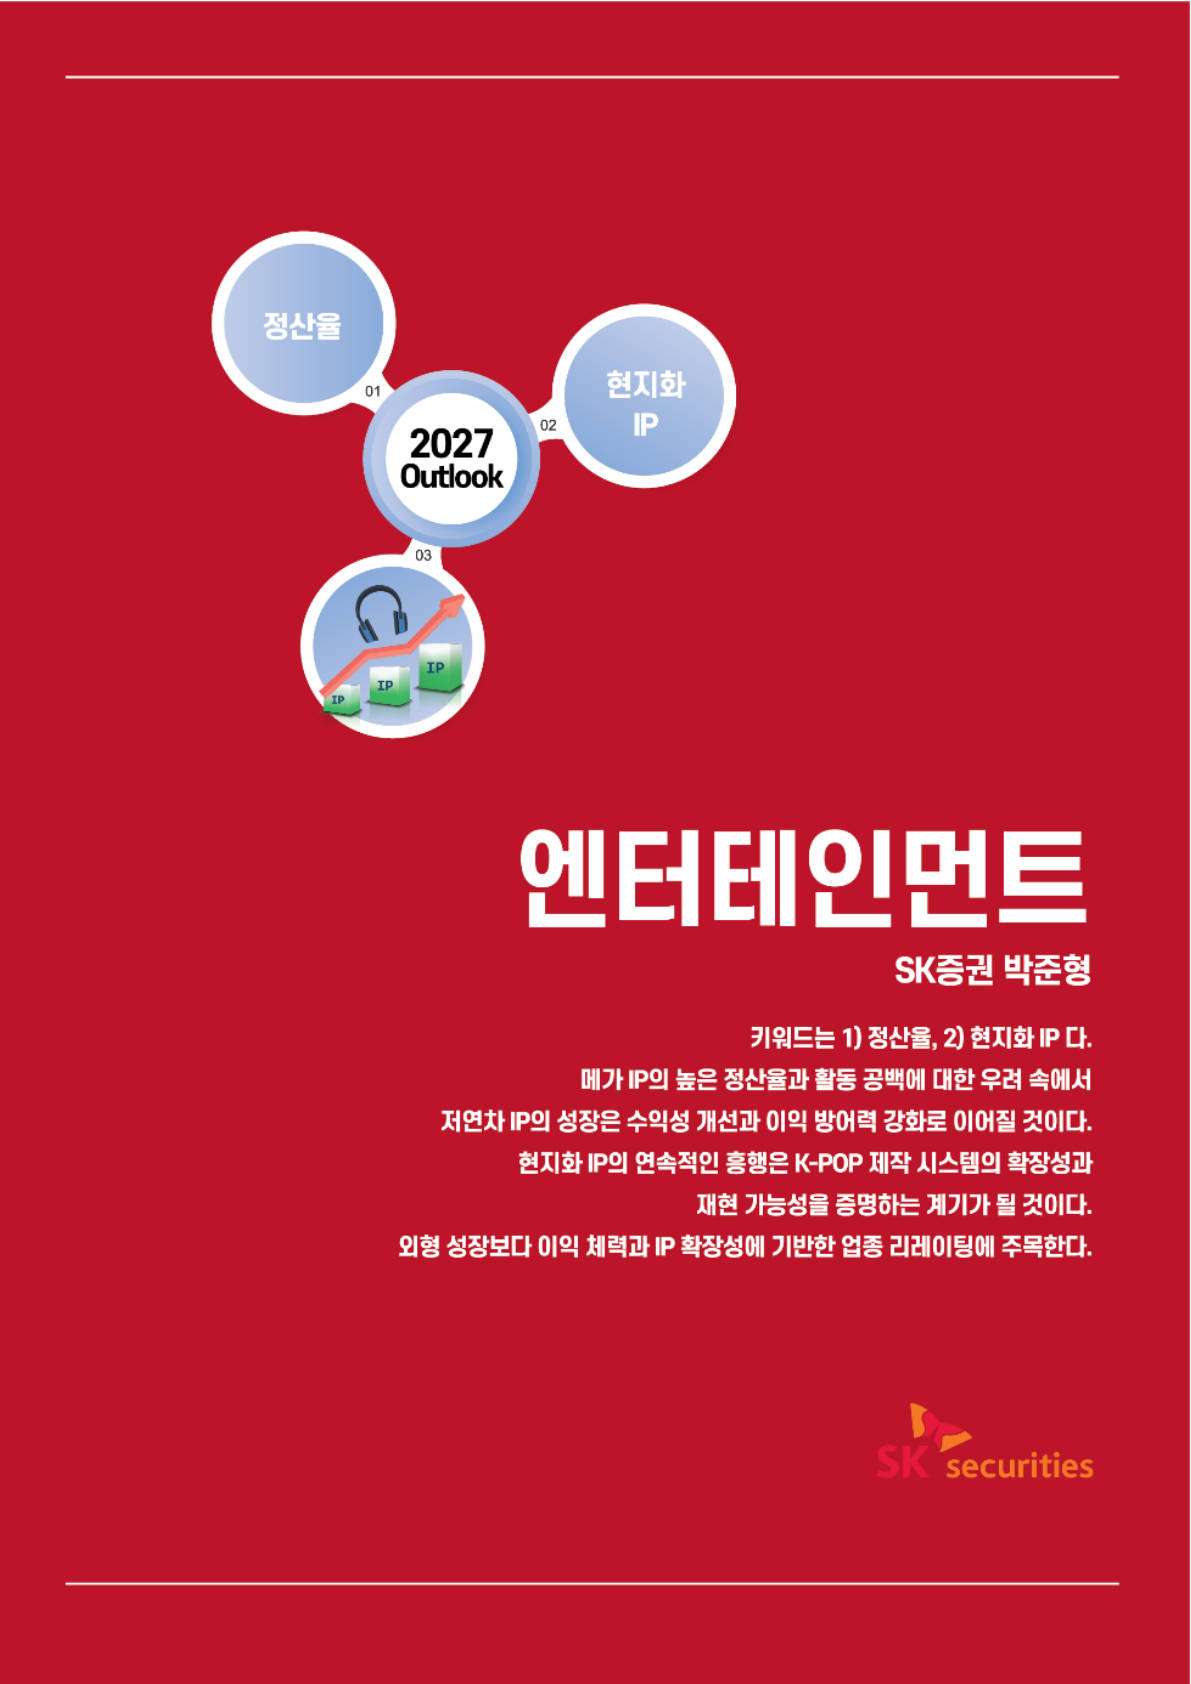 정산율
01
현지화
IP
02
2027
Outlook
03
IP
IP
IP
엔터테인먼트
SK증권 박준형
키워드는 1) 정산율, 2) 현지화 IP 다.
메가 IP의 높은 정산율과 활동 공백에 대한 우려 속에서
저연차 IP의 성장은 수익성 개선과 이익 방어력 강화로 이어질 것이다.
현지화 IP의 연속적인 흥행은 K-POP 제작 시스템의 확장성과
재현 가능성을 증명하는 계기가 될 것이다.
외형 성장보다 이익 체력과 IP 확장성에 기반한 업종 리레이팅에 주목한다.
SK securities